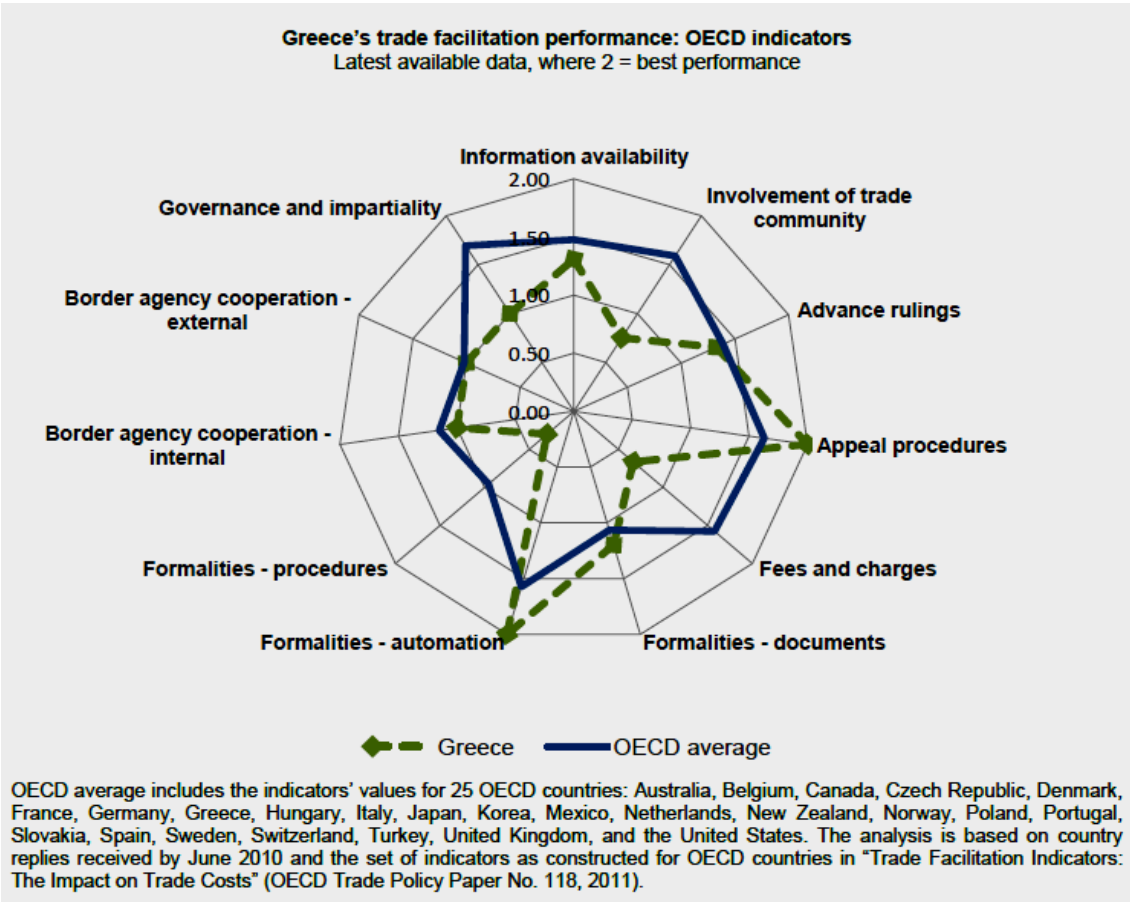 Greece's trade facilitation performance: OECD indicators
Latest available data, where 2 = best performance
Information availability
2.00
Involvement of trade
community
Governance and impartiality
1.50
Border agency cooperation -
external
1.00
Advance rulings
0.50
0.00
Border agency cooperation -
internal
Appeal procedures
Formalities - procedures
Fees and charges
Formalities - automation
Formalities - documents
Greece
OECD average
OECD average includes the indicators' values for 25 OECD countries: Australia, Belgium, Canada, Czech Republic, Denmark,
France, Germany, Greece, Hungary, Italy, Japan, Korea, Mexico, Netherlands, New Zealand, Norway, Poland, Portugal,
Slovakia, Spain, Sweden, Switzerland, Turkey, United Kingdom, and the United States. The analysis is based on country
replies received by June 2010 and the set of indicators as constructed for OECD countries in “Trade Facilitation Indicators:
The Impact on Trade Costs” (OECD Trade Policy Paper No. 118, 2011).